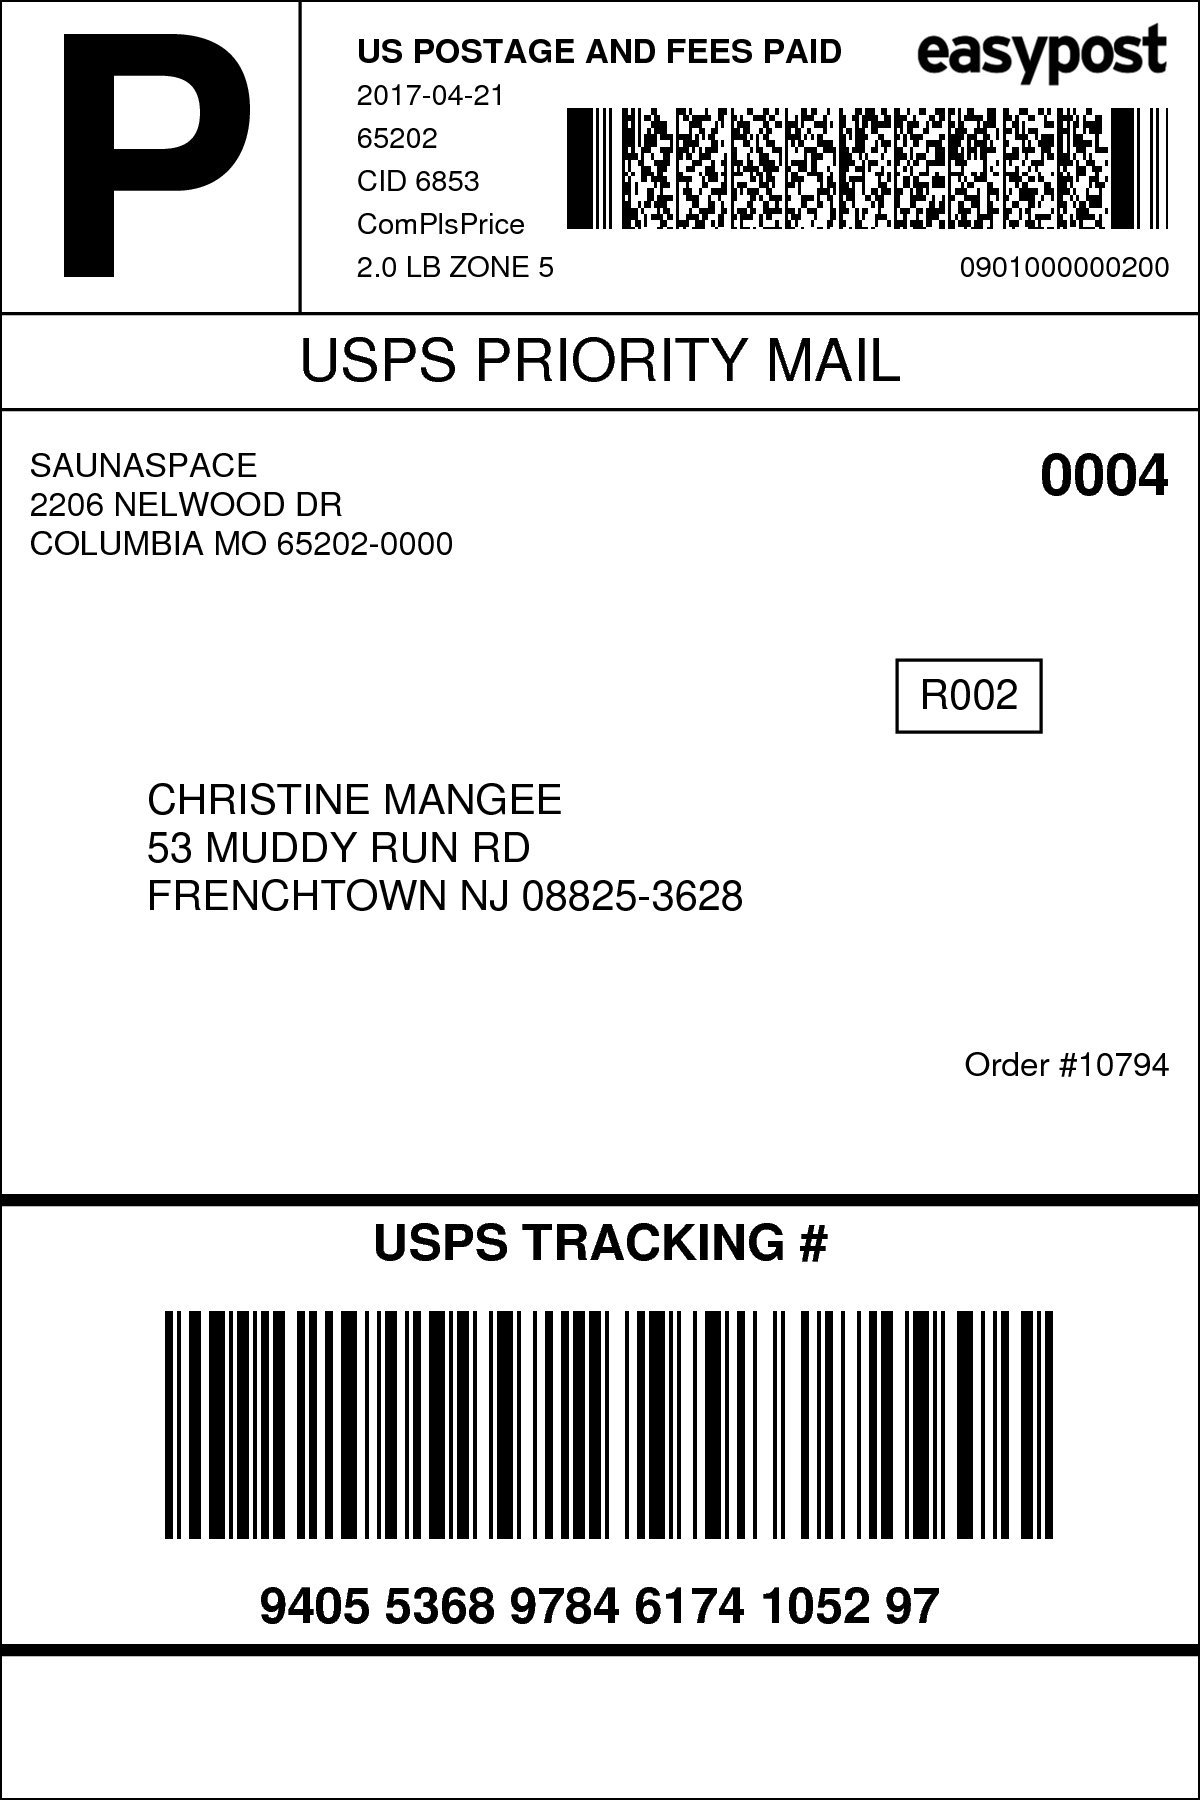 P
US POSTAGE AND FEES PAID
easypost
2017-04-21
65202
CID 6853
ComPlsPrice
2.0 LB ZONE 5
0901000000200
USPS PRIORITY MAIL
SAUNASPACE
2206 NELWOOD DR
COLUMBIA MO 65202-0000
0004
R002
CHRISTINE MANGEE
53 MUDDY RUN RD
FRENCHTOWN NJ 08825-3628
Order #10794
USPS TRACKING #
9405 5368 9784 6174 1052 97